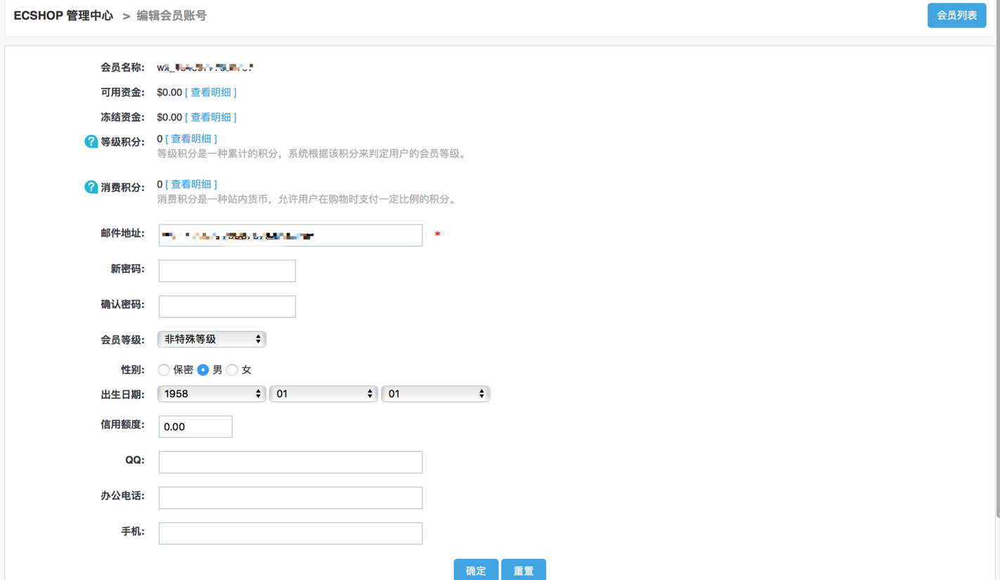 ECSHOP 管理中心 > 编辑会员账号
会员列表
会员名称:
可用资金: $0.00 [ 查看明细 ]
冻结资金: $0.00 [ 查看明细 ]
? 等级积分: 0 [ 查看明细 ]
等级积分是一种累计的积分，系统根据该积分来判定用户的会员等级。
? 消费积分: 0 [ 查看明细 ]
消费积分是一种站内货币，允许用户在购物时支付一定比例的积分。
邮件地址: *
新密码:
确认密码:
会员等级: 非特殊等级
性别: 保密 男 女
出生日期: 1958 01 01
信用额度: 0.00
QQ:
办公电话:
手机:
确定 重置